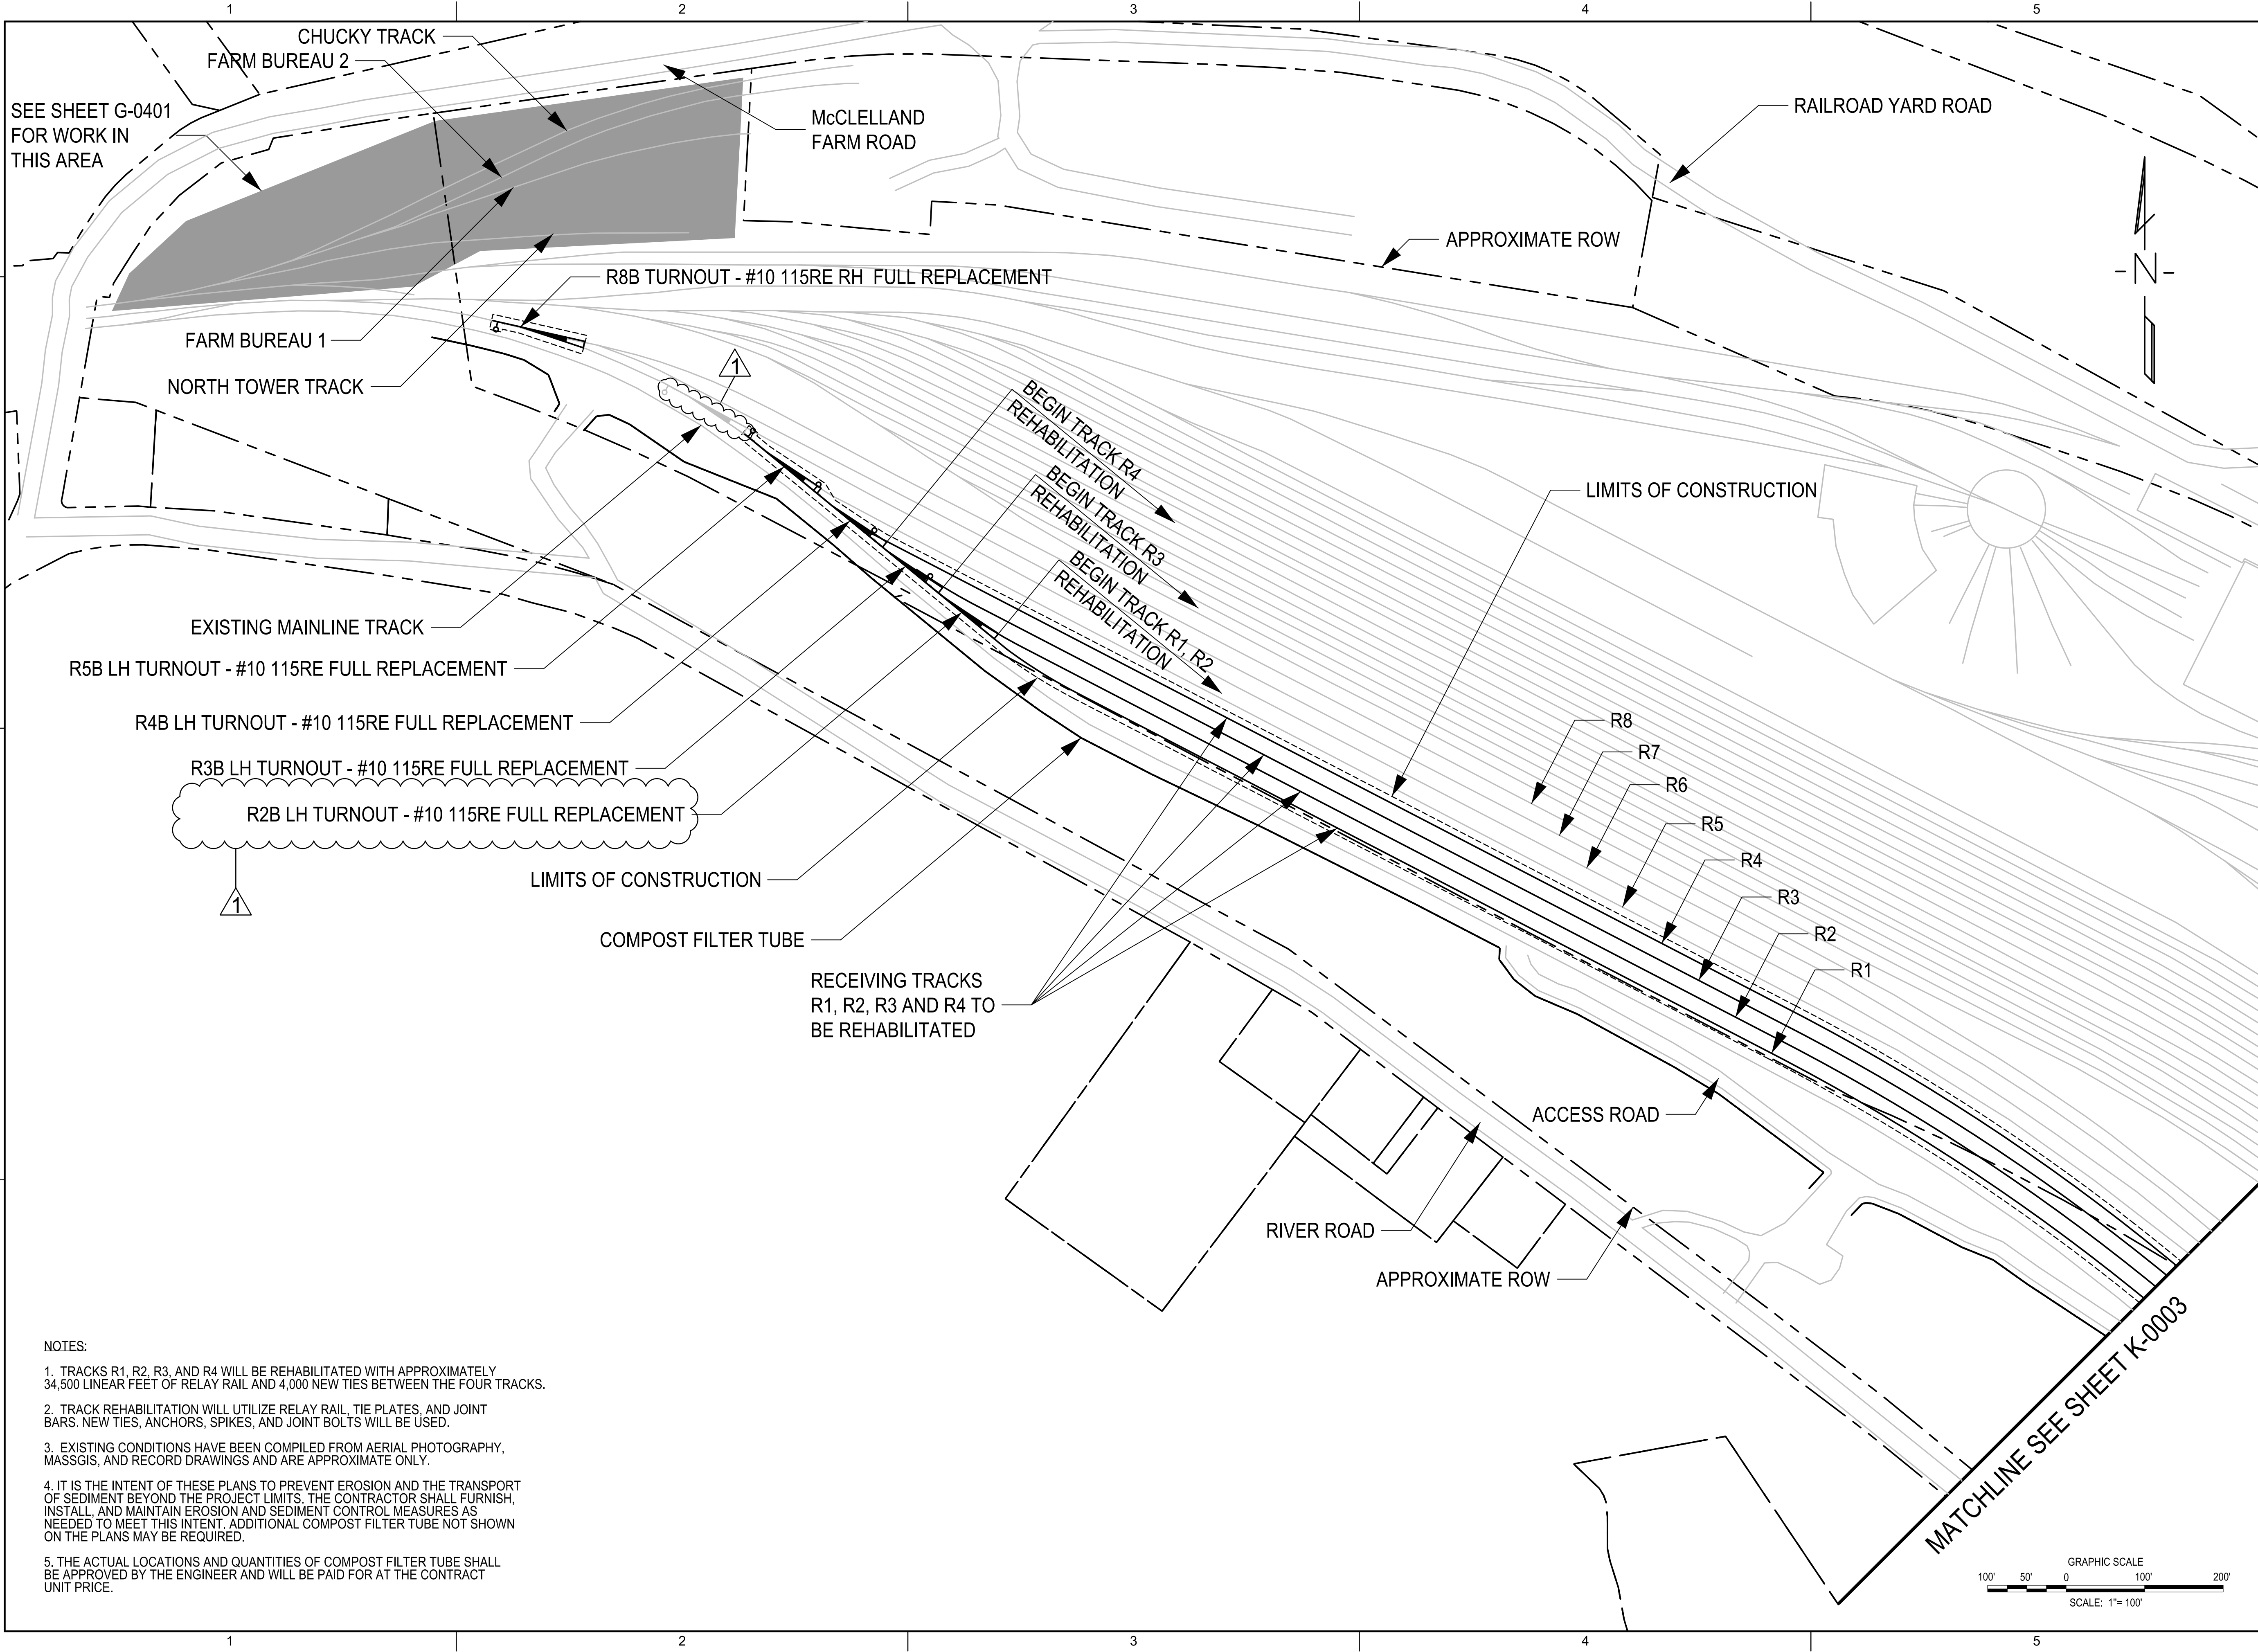 1 2 3 4 5
CHUCKY TRACK
FARM BUREAU 2
SEE SHEET G-0401
FOR WORK IN
THIS AREA
McCLELLAND
FARM ROAD
RAILROAD YARD ROAD
APPROXIMATE ROW
-N-
R8B TURNOUT - #10 115RE RH FULL REPLACEMENT
FARM BUREAU 1
NORTH TOWER TRACK
1
BEGIN TRACK R4
REHABILITATION
BEGIN TRACK R3
REHABILITATION
BEGIN TRACK R1, R2
REHABILITATION
LIMITS OF CONSTRUCTION
EXISTING MAINLINE TRACK
R5B LH TURNOUT - #10 115RE FULL REPLACEMENT
R4B LH TURNOUT - #10 115RE FULL REPLACEMENT
R3B LH TURNOUT - #10 115RE FULL REPLACEMENT
R2B LH TURNOUT - #10 115RE FULL REPLACEMENT
1
LIMITS OF CONSTRUCTION
COMPOST FILTER TUBE
RECEIVING TRACKS
R1, R2, R3 AND R4 TO
BE REHABILITATED
R8
R7
R6
R5
R4
R3
R2
R1
ACCESS ROAD
RIVER ROAD
APPROXIMATE ROW
MATCHLINE SEE SHEET K-0003
NOTES:
1. TRACKS R1, R2, R3, AND R4 WILL BE REHABILITATED WITH APPROXIMATELY
34,500 LINEAR FEET OF RELAY RAIL AND 4,000 NEW TIES BETWEEN THE FOUR TRACKS.
2. TRACK REHABILITATION WILL UTILIZE RELAY RAIL, TIE PLATES, AND JOINT
BARS. NEW TIES, ANCHORS, SPIKES, AND JOINT BOLTS WILL BE USED.
3. EXISTING CONDITIONS HAVE BEEN COMPILED FROM AERIAL PHOTOGRAPHY,
MASSGIS, AND RECORD DRAWINGS AND ARE APPROXIMATE ONLY.
4. IT IS THE INTENT OF THESE PLANS TO PREVENT EROSION AND THE TRANSPORT
OF SEDIMENT BEYOND THE PROJECT LIMITS. THE CONTRACTOR SHALL FURNISH,
INSTALL, AND MAINTAIN EROSION AND SEDIMENT CONTROL MEASURES AS
NEEDED TO MEET THIS INTENT. ADDITIONAL COMPOST FILTER TUBE NOT SHOWN
ON THE PLANS MAY BE REQUIRED.
5. THE ACTUAL LOCATIONS AND QUANTITIES OF COMPOST FILTER TUBE SHALL
BE APPROVED BY THE ENGINEER AND WILL BE PAID FOR AT THE CONTRACT
UNIT PRICE.
GRAPHIC SCALE
100' 50' 0 100' 200'
SCALE: 1"= 100'
1 2 3 4 5